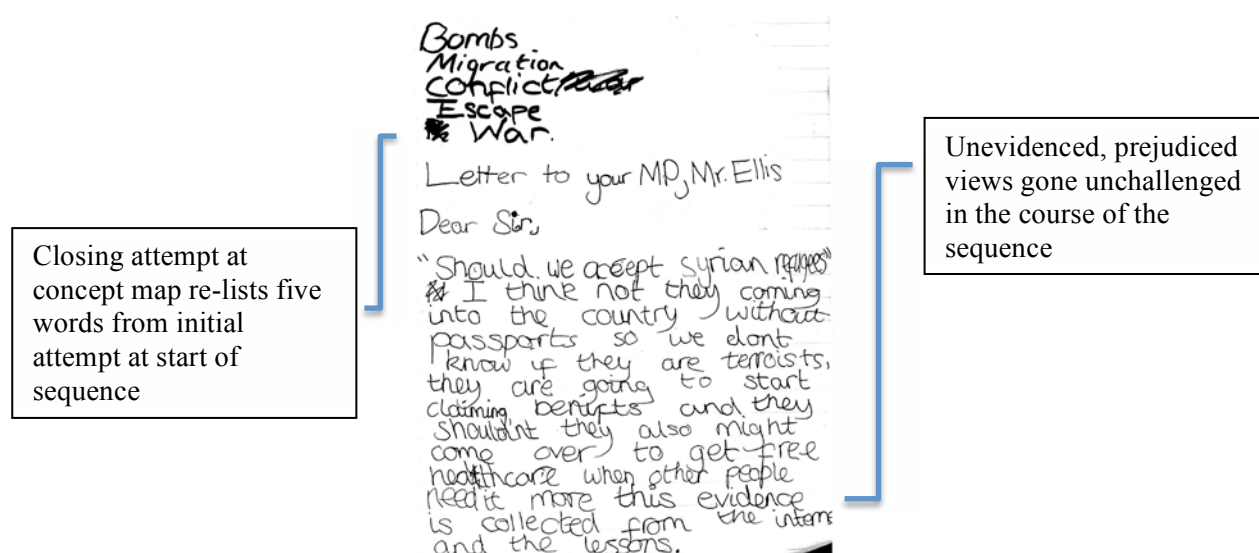 Bombs
Migration
Conflict
Escape
War.
Letter to your MP, Mr. Ellis
Dear Sir,
"Should we accept syrian refugees"
I think not they coming
into the country without
passports so we dont
know if they are terroists,
they are going to start
claiming benifits and they
shouldnt they also might
come over to get free
healthcare when other people
need it more this evidence
is collected from the
and the lessons.
Closing attempt at
concept map re-lists five
words from initial
attempt at start of
sequence
Unevidenced, prejudiced
views gone unchallenged
in the course of the
sequence